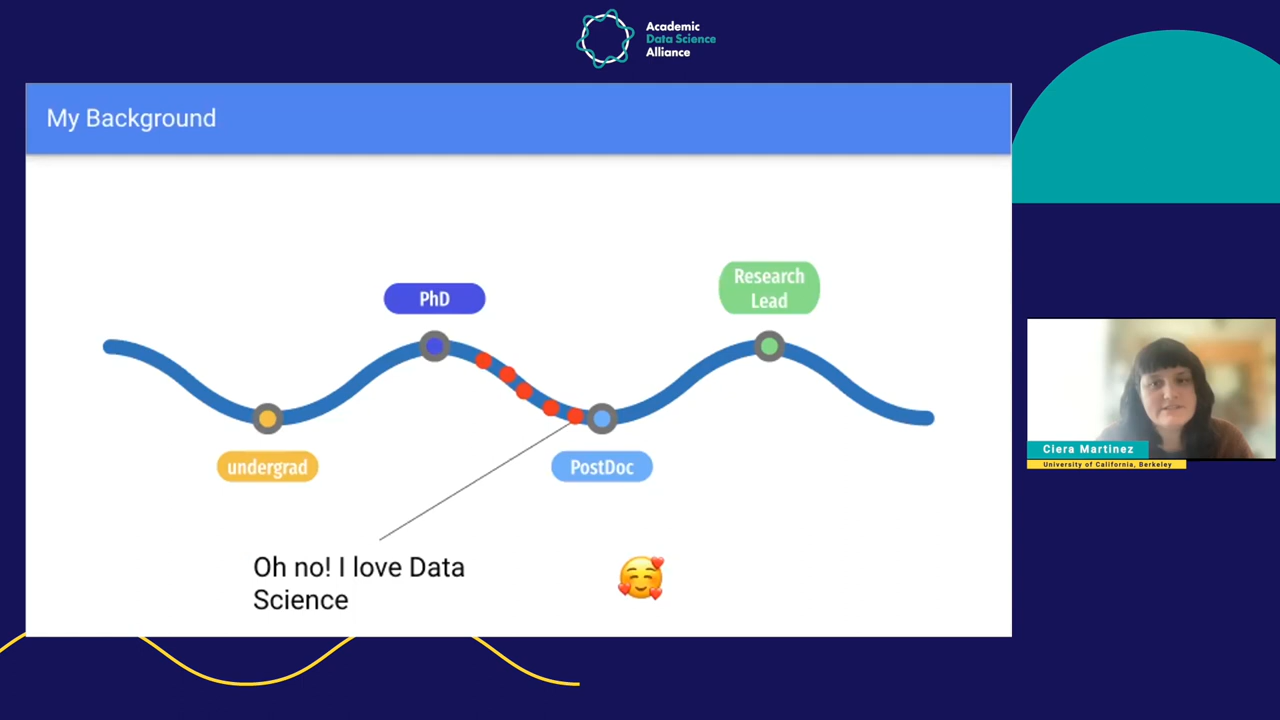 Academic
Data Science
Alliance
My Background
Research
Lead
PhD
undergrad
PostDoc
Ciera Martinez
University of California, Berkeley
Oh no! I love Data
Science